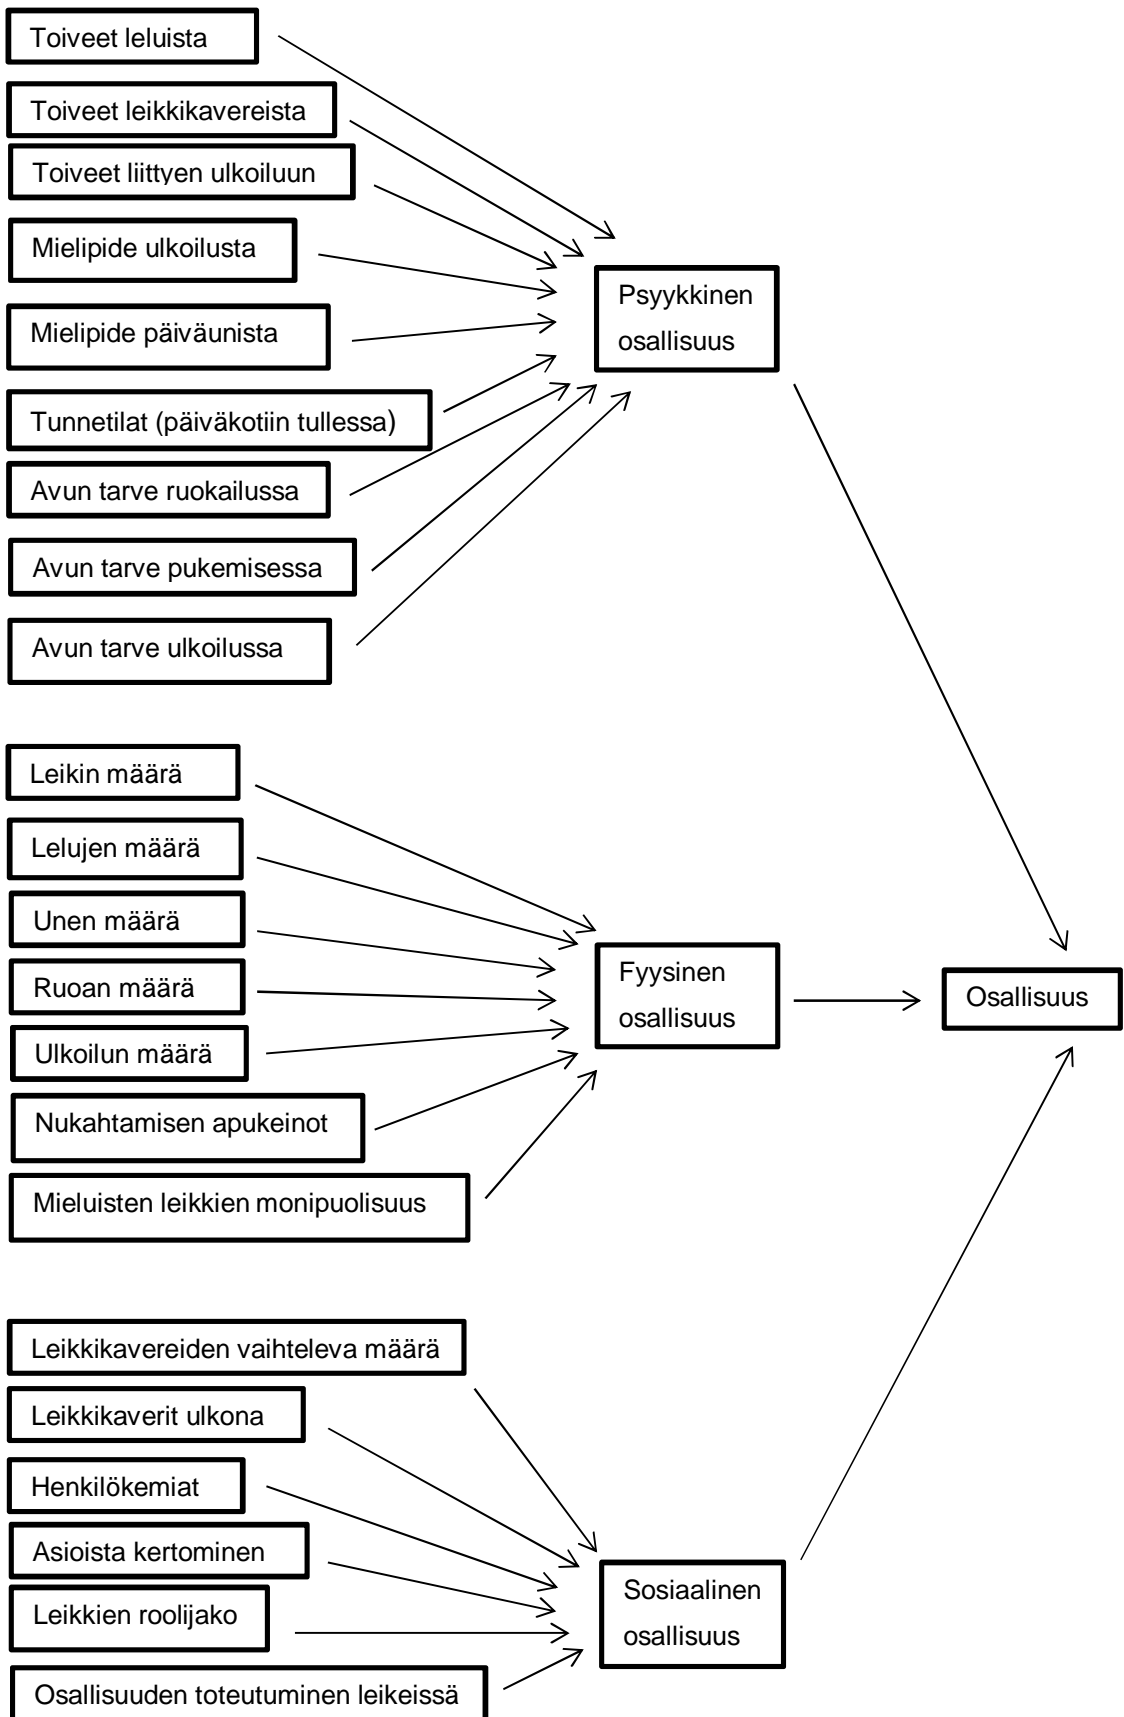 Toiveet leluista
Toiveet leikkikavereista
Toiveet liittyen ulkoiluun
Mielipide ulkoilusta
Mielipide päiväunista
Tunnetilat (päiväkotiin tullessa)
Avun tarve ruokailussa
Avun tarve pukemisessa
Avun tarve ulkoilussa
Psyykkinen
osallisuus
Leikin määrä
Lelujen määrä
Unen määrä
Ruoan määrä
Ulkoilun määrä
Nukahtamisen apukeinot
Mieluisten leikkien monipuolisuus
Fyysinen
osallisuus
Osallisuus
Leikkikavereiden vaihteleva määrä
Leikkikaverit ulkona
Henkilökemiat
Asioista kertominen
Leikkien roolijako
Osallisuuden toteutuminen leikeissä
Sosiaalinen
osallisuus